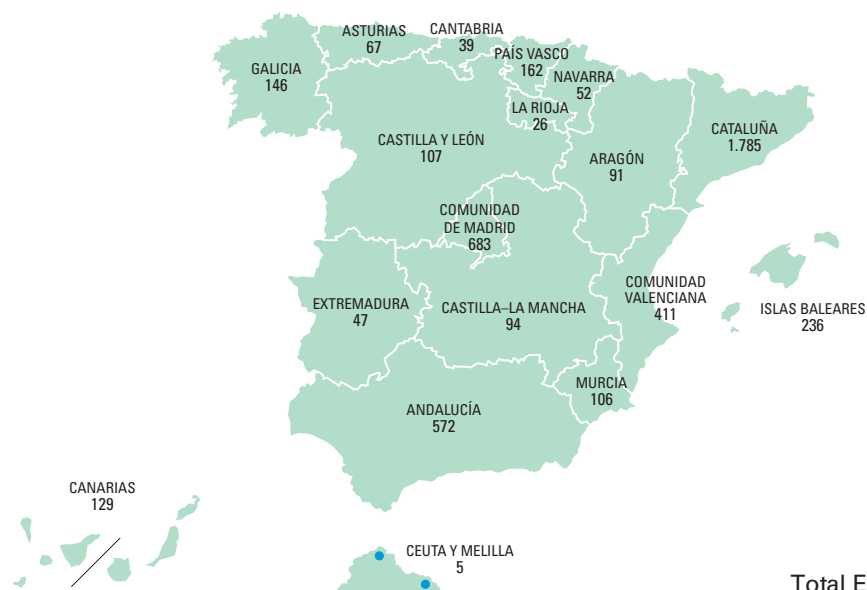 ASTURIAS
67
CANTABRIA
39
PAÍS VASCO
162
GALICIA
146
NAVARRA
52
LA RIOJA
26
CATALUÑA
1.785
CASTILLA Y LEÓN
107
ARAGÓN
91
COMUNIDAD
DE MADRID
683
COMUNIDAD
VALENCIANA
411
EXTREMADURA
47
CASTILLA–LA MANCHA
94
ISLAS BALEARES
236
MURCIA
106
ANDALUCÍA
572
CANARIAS
129
CEUTA Y MELILLA
5
Total E